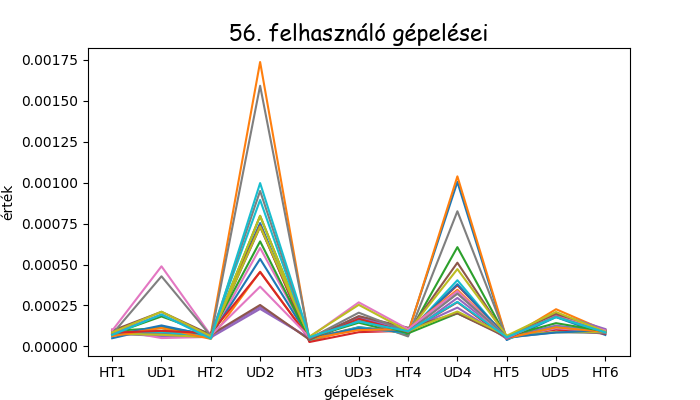 56. felhasználó gépelései
0.00175
0.00150
0.00125
0.00100
0.00075
0.00050
0.00025
0.00000
érték
HT1 UD1 HT2 UD2 HT3 UD3 HT4 UD4 HT5 UD5 HT6
gépelések